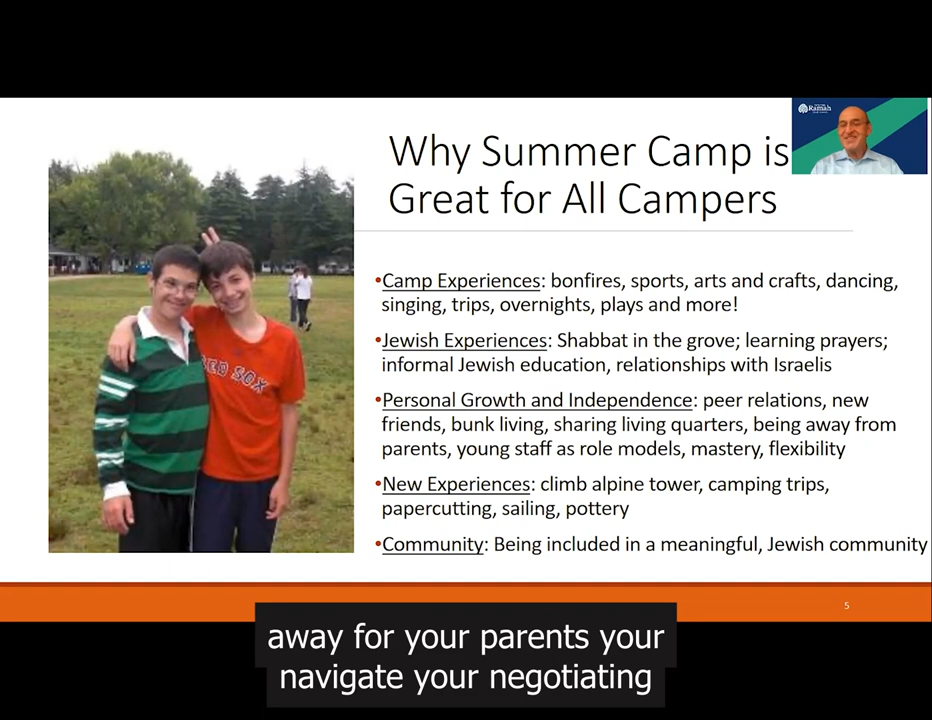 Ramah
Why Summer Camp is
Great for All Campers
RED SOX
•Camp Experiences: bonfires, sports, arts and crafts, dancing,
singing, trips, overnights, plays and more!
•Jewish Experiences: Shabbat in the grove; learning prayers;
informal Jewish education, relationships with Israelis
•Personal Growth and Independence: peer relations, new
friends, bunk living, sharing living quarters, being away from
parents, young staff as role models, mastery, flexibility
•New Experiences: climb alpine tower, camping trips,
papercutting, sailing, pottery
•Community: Being included in a meaningful, Jewish community
5
away for your parents your
navigate your negotiating